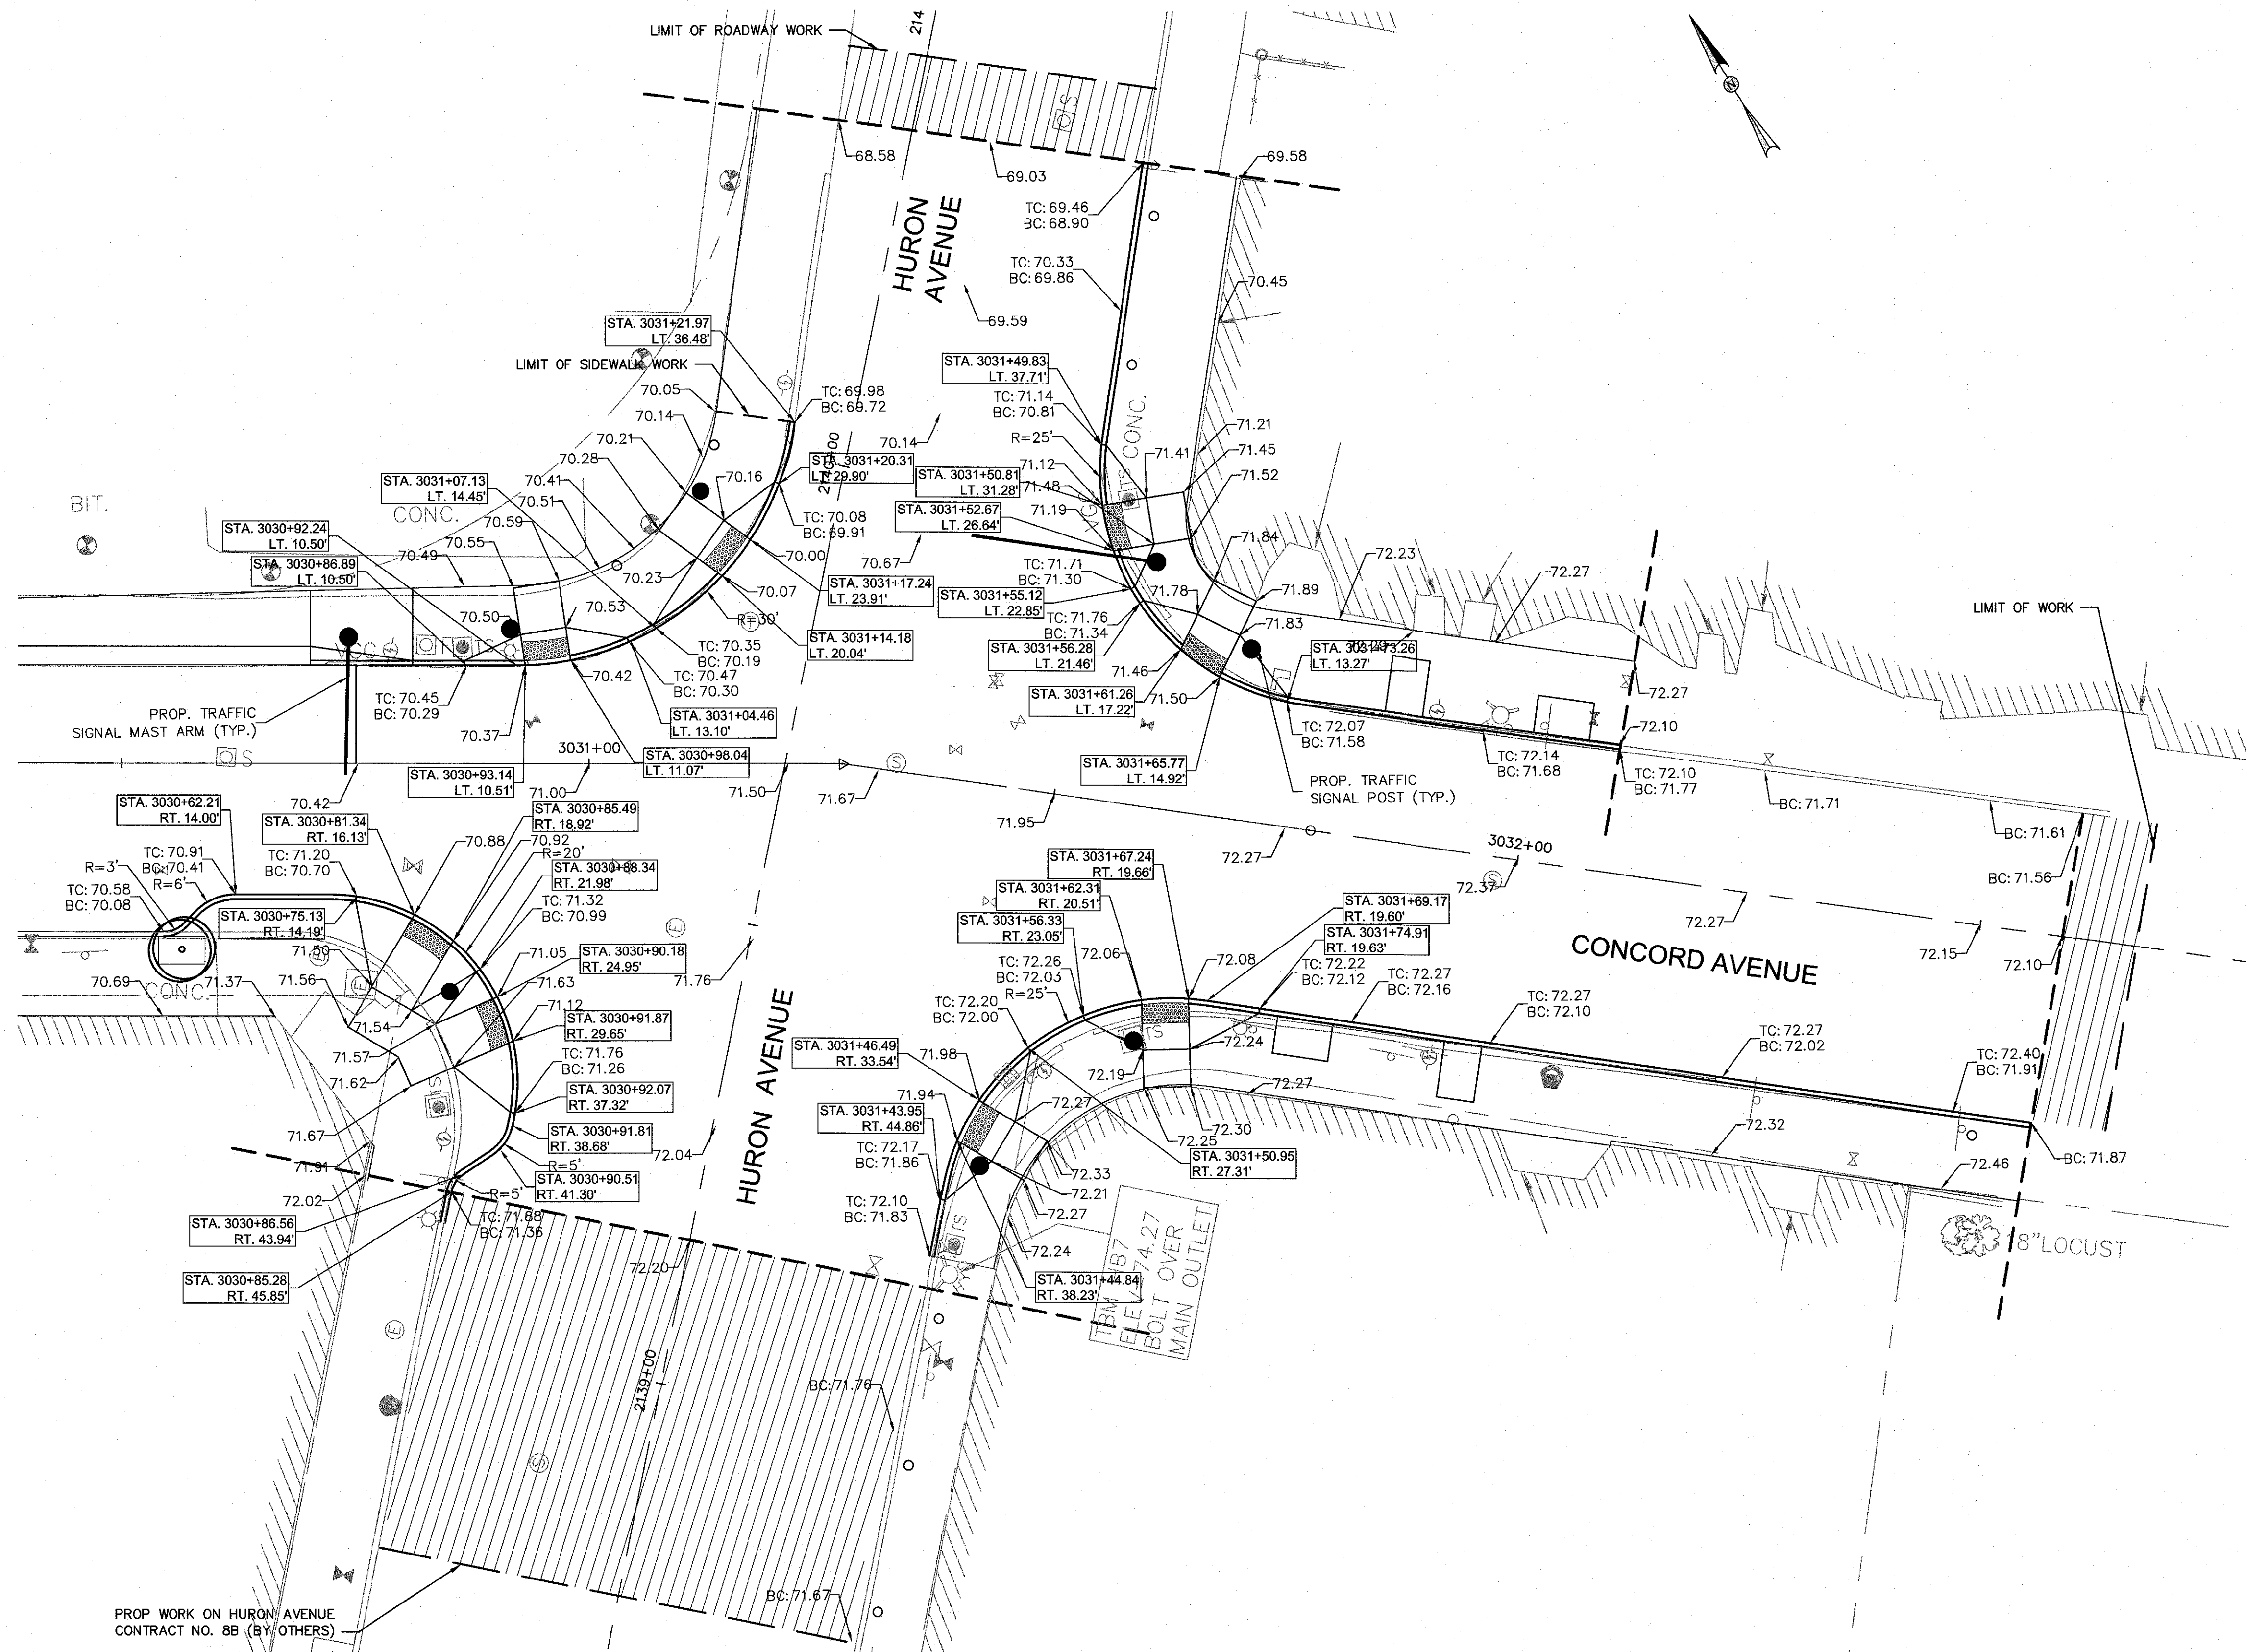 LIMIT OF ROADWAY WORK
214
S
N
68.58
69.03
69.58
HURON
AVENUE
TC: 69.46
BC: 68.90
TC: 70.33
BC: 69.86
70.45
69.59
STA. 3031+21.97
LT. 36.48'
LIMIT OF SIDEWALK WORK
70.05
TC: 69.98
BC: 69.72
70.14
70.21
70.28
70.14
STA. 3031+49.83
LT. 37.71'
TC: 71.14
BC: 70.81
R=25'
CONC.
71.21
71.45
71.41
71.52
71.12
STA. 3031+50.81
LT. 31.28'
71.48
71.19
STA. 3031+52.67
LT. 26.64'
STA. 3031+20.31
LT. 29.90'
70.16
STA. 3031+07.13
LT. 14.45'
70.41
70.51
70.59
BIT.
CONC.
STA. 3030+92.24
LT. 10.50'
70.55
70.49
STA. 3030+86.89
LT. 10.50'
TC: 70.08
BC: 69.91
70.00
70.23
70.07
STA. 3031+17.24
LT. 23.91'
R=30'
STA. 3031+14.18
LT. 20.04'
70.67
71.84
72.23
72.27
TC: 71.71
BC: 71.30
71.78
71.89
STA. 3031+55.12
LT. 22.85'
TC: 71.76
BC: 71.34
71.83
STA. 3031+56.28
LT. 21.46'
71.46
STA. 3031+73.26
LT. 13.27'
LIMIT OF WORK
70.50
70.53
TC: 70.35
BC: 70.19
TC: 70.47
BC: 70.30
70.42
TC: 70.45
BC: 70.29
STA. 3031+61.26
LT. 17.22'
71.50
72.27
72.10
PROP. TRAFFIC
SIGNAL MAST ARM (TYP.)
70.37
STA. 3031+04.46
LT. 13.10'
TC: 72.07
BC: 71.58
TC: 72.14
BC: 71.68
S
3031+00
STA. 3030+98.04
LT. 11.07'
STA. 3030+93.14
LT. 10.51'
71.00
71.50
S
71.67
STA. 3031+65.77
LT. 14.92'
PROP. TRAFFIC
SIGNAL POST (TYP.)
TC: 72.10
BC: 71.77
BC: 71.71
BC: 71.61
STA. 3030+62.21
RT. 14.00'
70.42
STA. 3030+81.34
RT. 16.13'
STA. 3030+85.49
RT. 18.92'
70.88
70.92
R=20'
71.95
72.27
3032+00
72.37
S
BC: 71.56
R=3'
TC: 70.91
BC: 70.41
R=6'
TC: 71.20
BC: 70.70
STA. 3030+88.34
RT. 21.98'
TC: 70.58
BC: 70.08
TC: 71.32
BC: 70.99
STA. 3031+67.24
RT. 19.66'
STA. 3031+62.31
RT. 20.51'
STA. 3031+69.17
RT. 19.60'
72.27
STA. 3030+75.13
RT. 14.19'
STA. 3031+56.33
RT. 23.05'
STA. 3031+74.91
RT. 19.63'
E
71.50
71.05
STA. 3030+90.18
RT. 24.95'
72.06
72.08
CONCORD AVENUE
72.15
72.10
70.69
CONC.
71.37
71.56
E
71.63
71.76
TC: 72.26
BC: 72.03
TC: 72.22
BC: 72.12
TC: 72.27
BC: 72.16
R=25'
TC: 72.20
BC: 72.00
TC: 72.27
BC: 72.10
71.54
71.12
STA. 3030+91.87
RT. 29.65'
71.57
TC: 71.76
BC: 71.26
HURON AVENUE
STA. 3031+46.49
RT. 33.54'
71.98
72.24
72.19
72.27
TC: 72.27
BC: 72.02
TC: 72.40
BC: 71.91
71.62
STA. 3030+92.07
RT. 37.32'
71.94
STA. 3031+43.95
RT. 44.86'
72.27
72.25
72.30
72.32
71.67
STA. 3030+91.81
RT. 38.68'
72.04
TC: 72.17
BC: 71.86
STA. 3031+50.95
RT. 27.31'
72.33
72.46
BC: 71.87
71.91
R=5'
STA. 3030+90.51
RT. 41.30'
72.02
R=5'
TC: 71.88
BC: 71.36
TC: 72.10
BC: 71.83
72.21
72.27
STA. 3030+86.56
RT. 43.94'
72.24
18"LOCUST
STA. 3030+85.28
RT. 45.85'
72.20
STA. 3031+44.84
RT. 38.23'
BOLT OVER
MAIN OUTLET
E
2139+00
BC: 71.76
S
BC: 71.67
PROP WORK ON HURON AVENUE
CONTRACT NO. 8B (BY OTHERS)